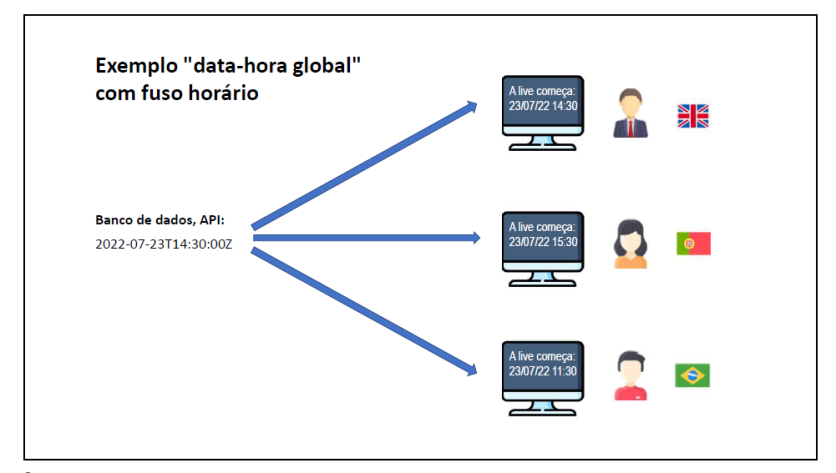 Exemplo "data-hora global"
com fuso horário
A live começa:
23/07/22 14:30
Banco de dados, API:
2022-07-23T14:30:00Z
A live começa:
23/07/22 15:30
A live começa:
23/07/22 11:30